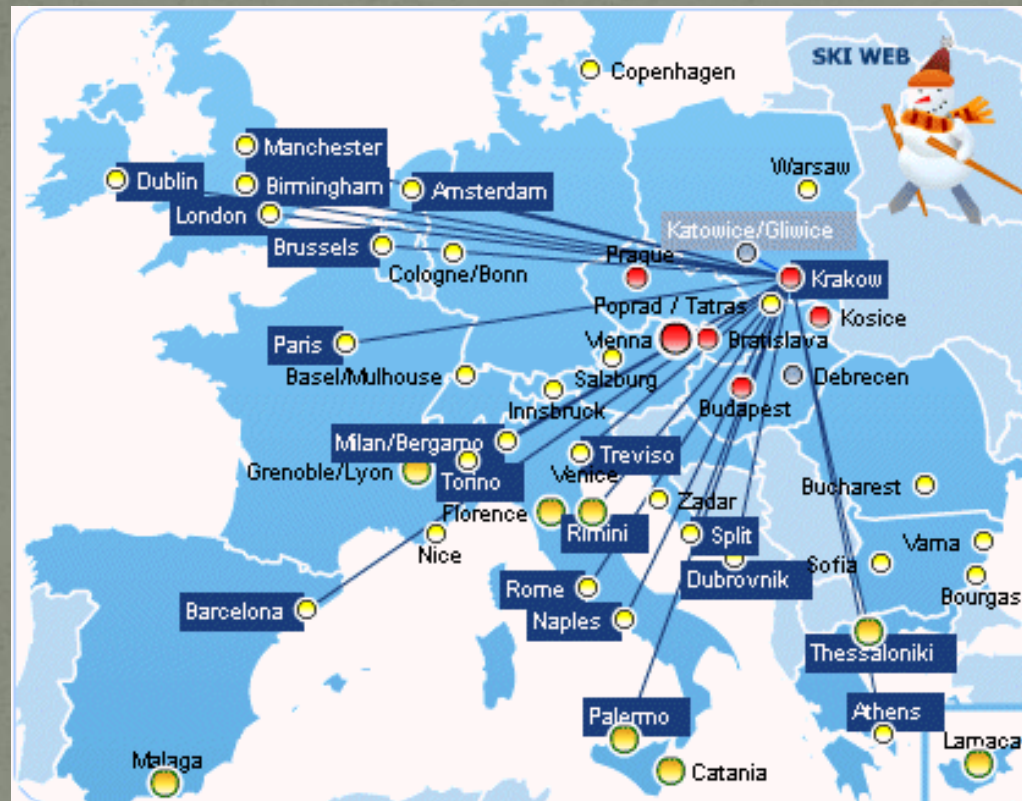 SKI WEB
Copenhagen
Manchester
Warsaw
Dublin
Birmingham
Amsterdam
London
Katowice/Gliwice
Brussels
Cologne/Bonn
Prague
Krakow
Poprad / Tatras
Kosice
Paris
Vienna
Bratislava
Basel/Mulhouse
Salzburg
Debrecen
Innsbruck
Budapest
Milan/Bergamo
Treviso
Grenoble/Lyon
Torino
Venice
Bucharest
Zadar
Florence
Rimini
Split
Nice
Varna
Sofia
Dubrovnik
Rome
Bourgas
Barcelona
Naples
Thessaloniki
Palermo
Athens
Larnaca
Malaga
Catania